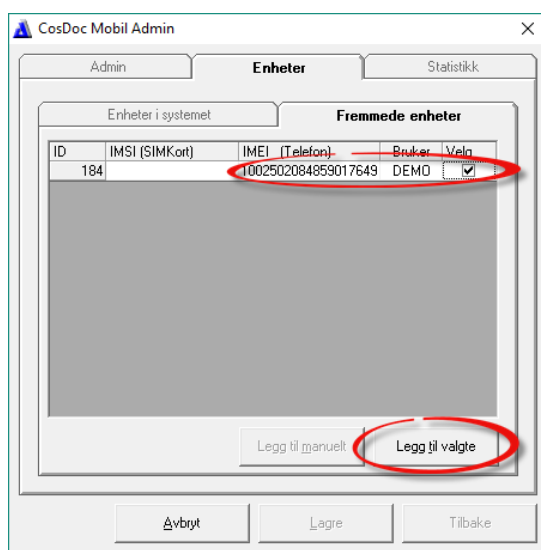 CosDoc Mobil Admin
Admin Enheter Statistikk
Enheter i systemet Fremmede enheter
ID IMSI (SIMKort) IMEI (Telefon) Bruker Velg
184 1002502084859017649 DEMO
Legg til manuelt Legg til valgte
Avbryt Lagre Tilbake